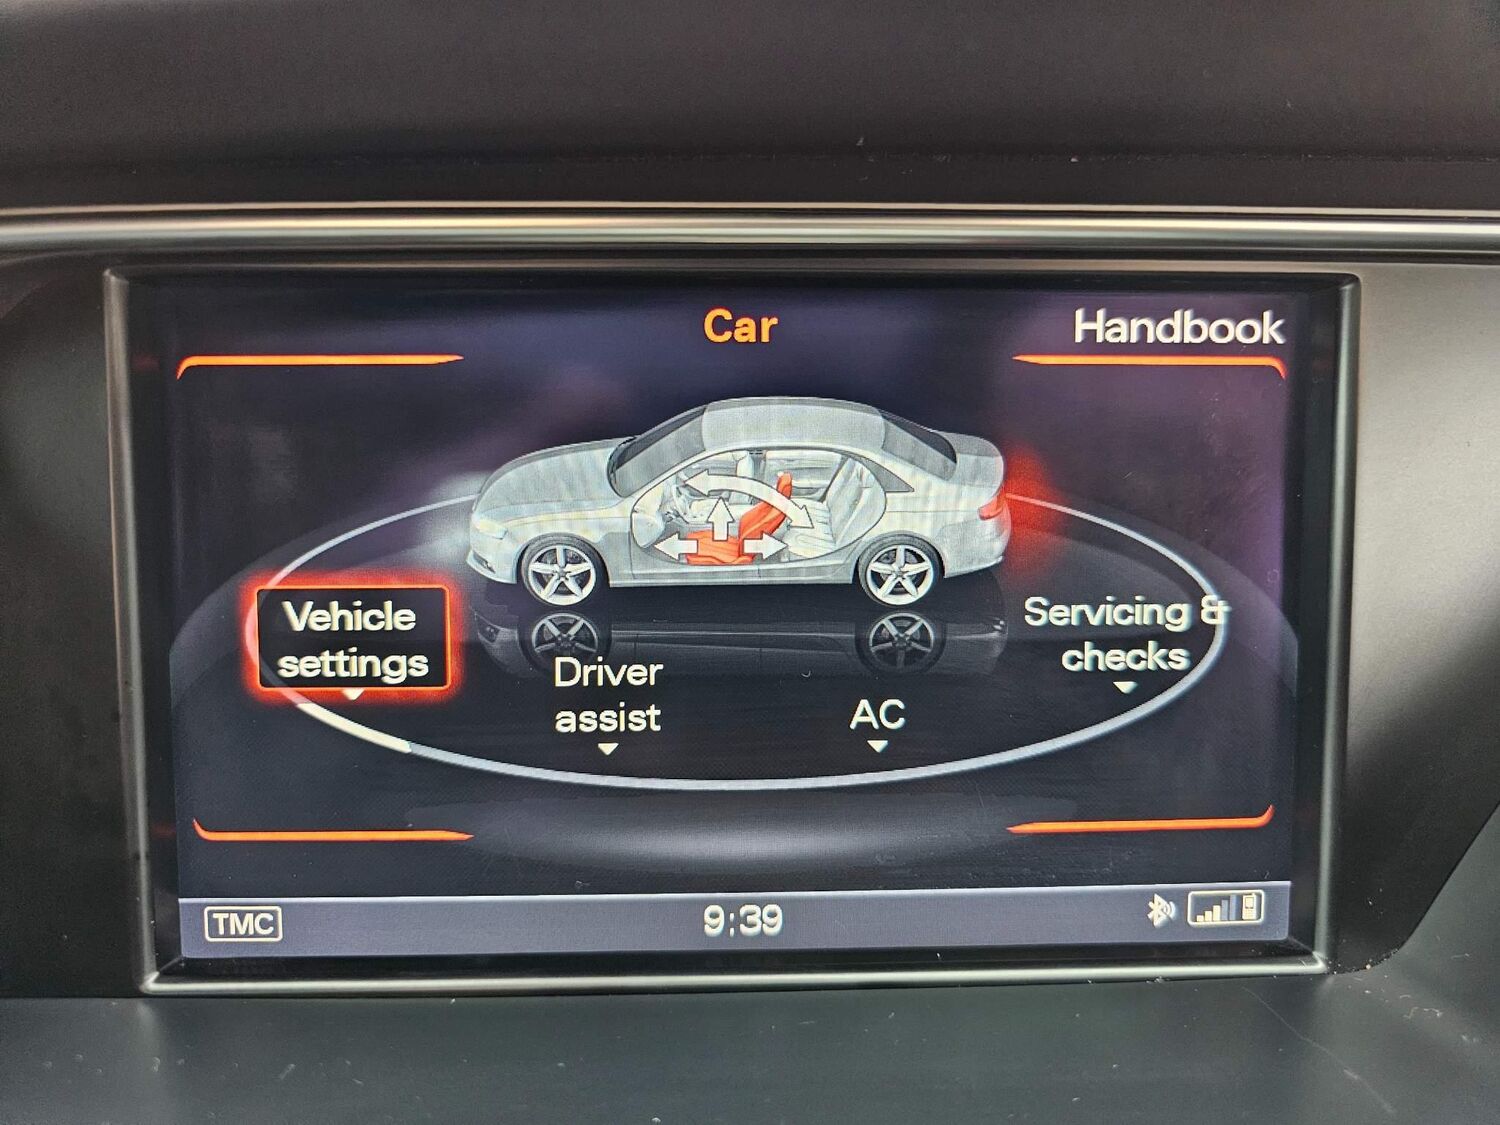 Car
Handbook
Vehicle
settings
Driver
assist
AC
Servicing &
checks
TMC
9:39